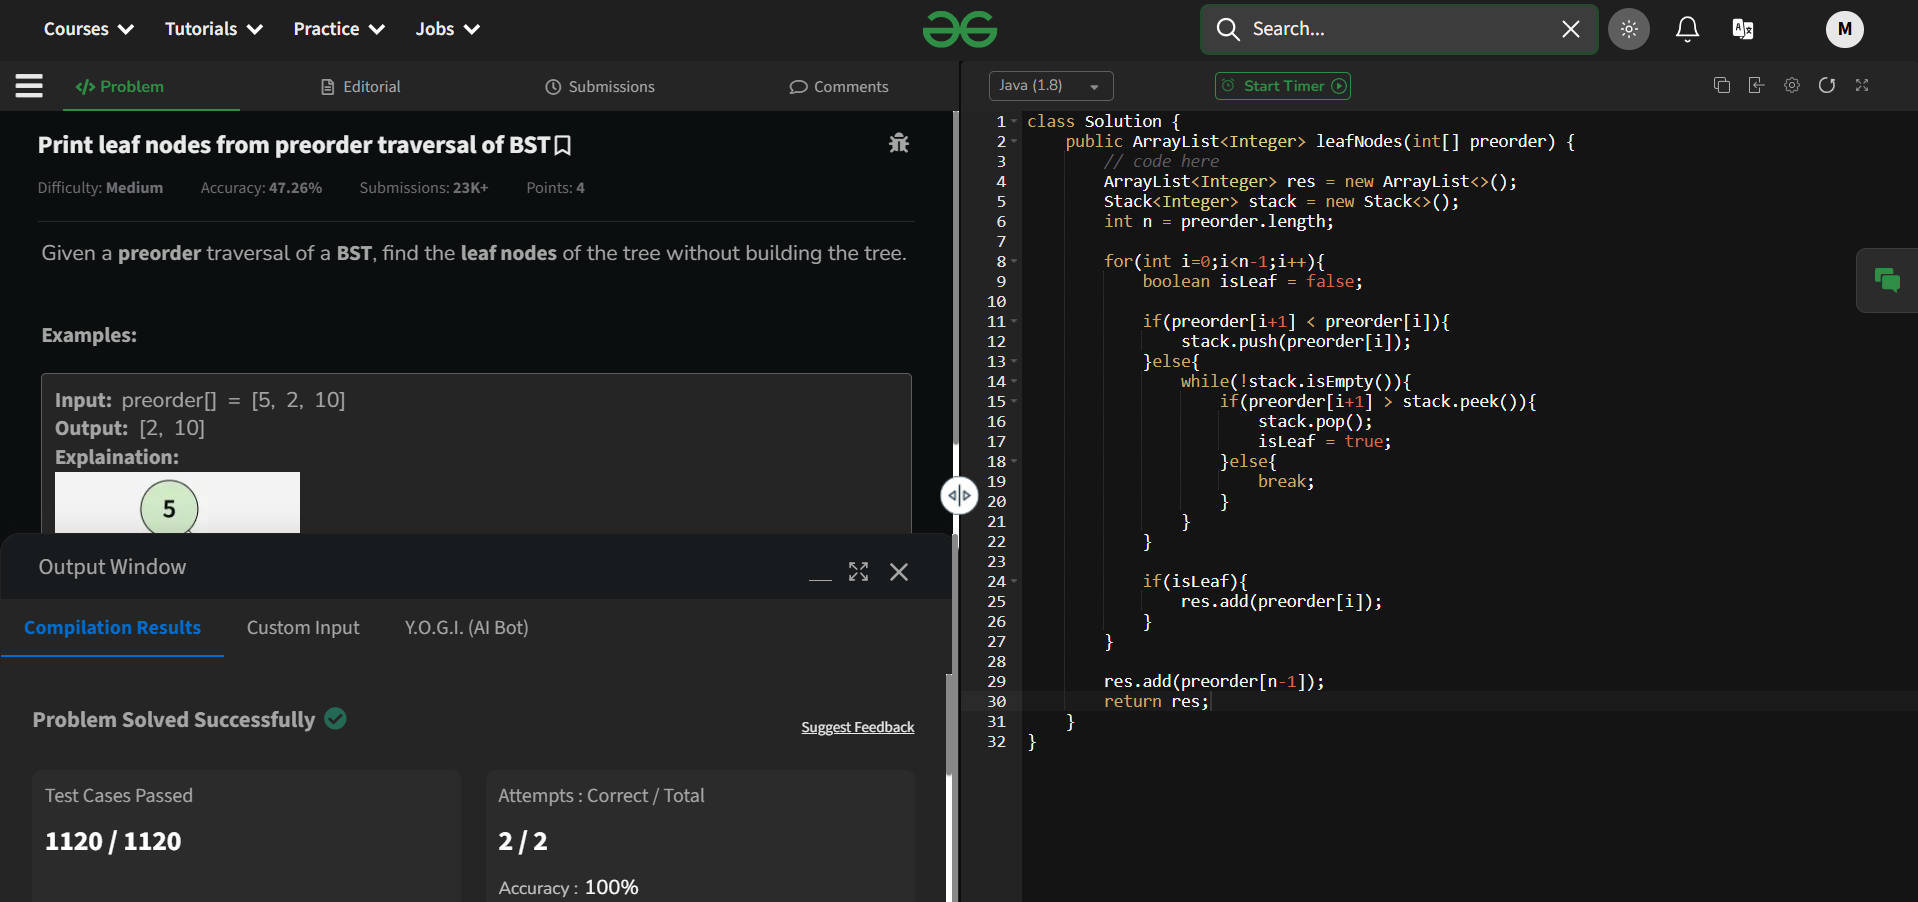 Courses Tutorials Practice Jobs Search... M
Problem Editorial Submissions Comments
Print leaf nodes from preorder traversal of BST
Difficulty: Medium Accuracy: 47.26% Submissions: 23K+ Points: 4
Given a preorder traversal of a BST, find the leaf nodes of the tree without building the tree.
Examples:
Input: preorder[] = [5, 2, 10]
Output: [2, 10]
Explaination:
5
Output Window
Compilation Results Custom Input Y.O.G.I. (AI Bot)
Problem Solved Successfully
Suggest Feedback
Test Cases Passed
1120 / 1120
Attempts : Correct / Total
2 / 2
Accuracy : 100%
Java (1.8) Start Timer
1 class Solution {
2 public ArrayList<Integer> leafNodes(int[] preorder) {
3 // code here
4 ArrayList<Integer> res = new ArrayList<>();
5 Stack<Integer> stack = new Stack<>();
6 int n = preorder.length;
7
8 for(int i=0;i<n-1;i++){
9 boolean isLeaf = false;
10
11 if(preorder[i+1] < preorder[i]){
12 stack.push(preorder[i]);
13 }else{
14 while(!stack.isEmpty()){
15 if(preorder[i+1] > stack.peek()){
16 stack.pop();
17 isLeaf = true;
18 }else{
19 break;
20 }
21 }
22 }
23
24 if(isLeaf){
25 res.add(preorder[i]);
26 }
27 }
28
29 res.add(preorder[n-1]);
30 return res;
31 }
32 }